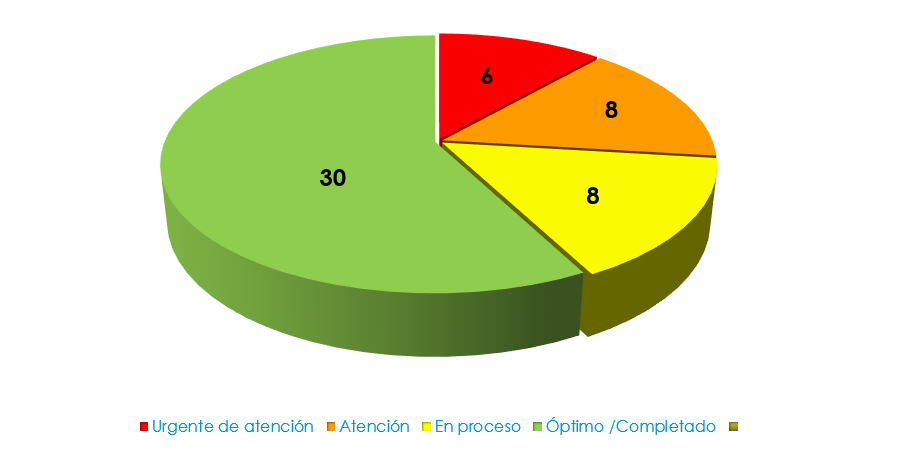 6
8
30
8
Urgente de atención Atención En proceso Óptimo /Completado